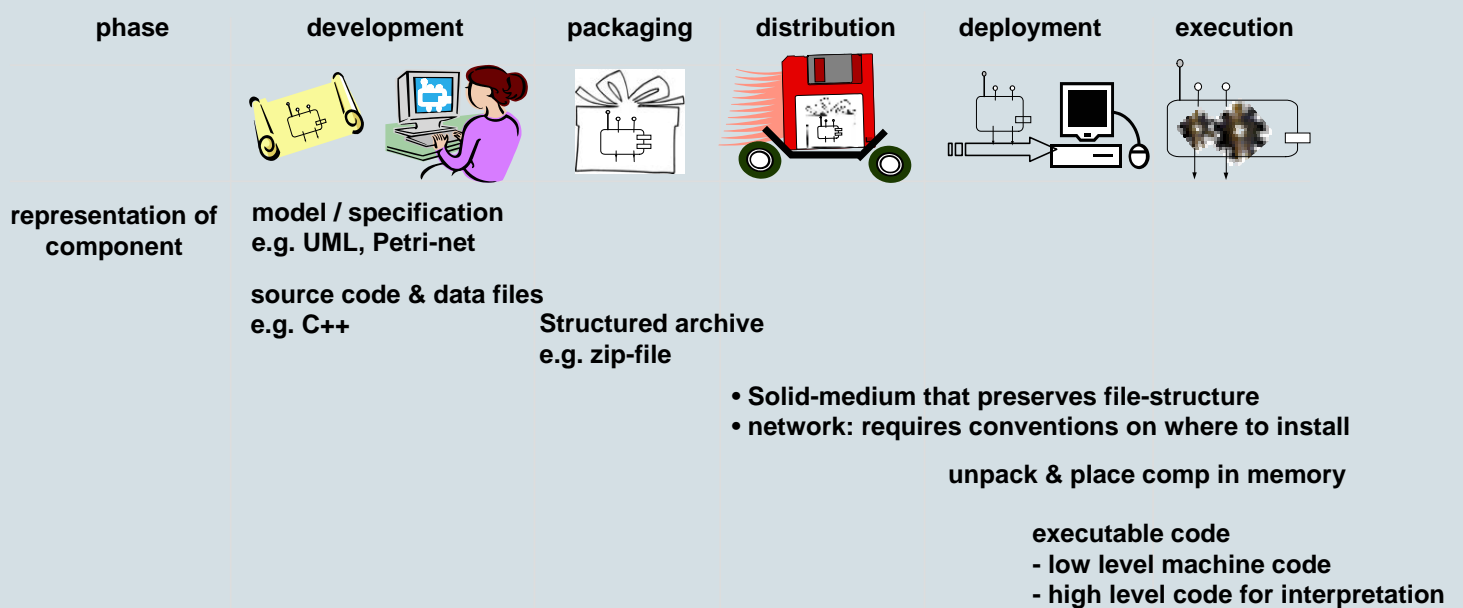 phase development packaging distribution deployment execution
representation of
component
model / specification
e.g. UML, Petri-net
source code & data files
e.g. C++
Structured archive
e.g. zip-file
• Solid-medium that preserves file-structure
• network: requires conventions on where to install
unpack & place comp in memory
executable code
- low level machine code
- high level code for interpretation